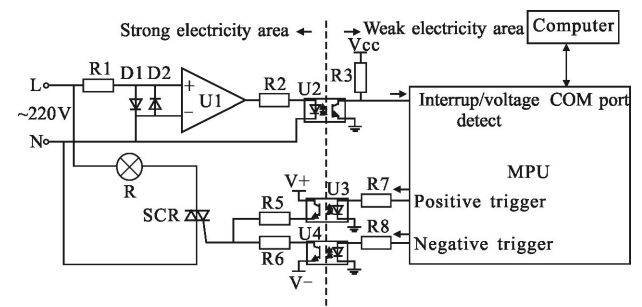 Strong electricity area
Weak electricity area
Computer
Vcc
R1
D1 D2
L
R2
U2
R3
U1
~220V
Interrup/voltage COM port
detect
N
MPU
R
V+
U3
R7
SCR
R5
Positive trigger
U4
R8
R6
Negative trigger
V−
+
−